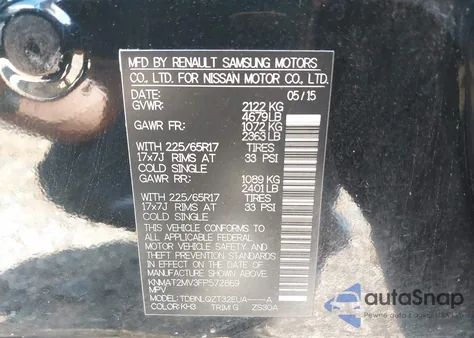 MFD BY RENAULT SAMSUNG MOTORS
CO., LTD. FOR NISSAN MOTOR CO., LTD.
05/15
GVWR: 2122 KG
4679 LB
GAWR FR: 1072 KG
2363 LB
WITH 225/65R17 TIRES
17x7J RIMS AT 33 PSI
COLD SINGLE
GAWR RR: 1089 KG
2401 LB
WITH 225/65R17 TIRES
17x7J RIMS AT 33 PSI
COLD SINGLE
THIS VEHICLE CONFORMS TO
ALL APPLICABLE FEDERAL
MOTOR VEHICLE SAFETY AND
THEFT PREVENTION STANDARDS
IN EFFECT ON THE DATE OF
MANUFACTURE SHOWN ABOVE.
KNMAT2MV3FP572869
MPV
MODEL: TDBNLQZT32EUA----A
COLOR: KH3 TRIM: G ZS30A
autoSnap